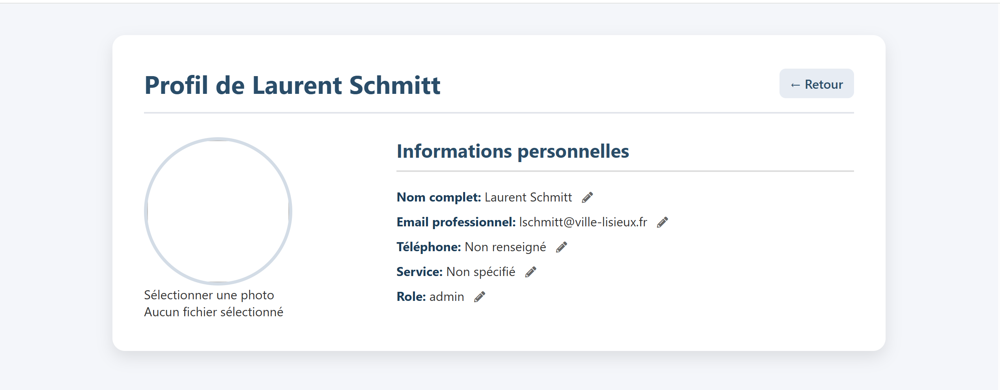 Profil de Laurent Schmitt
← Retour
Informations personnelles
Nom complet: Laurent Schmitt
Email professionnel: lschmitt@ville-lisieux.fr
Téléphone: Non renseigné
Service: Non spécifié
Role: admin
Sélectionner une photo
Aucun fichier sélectionné